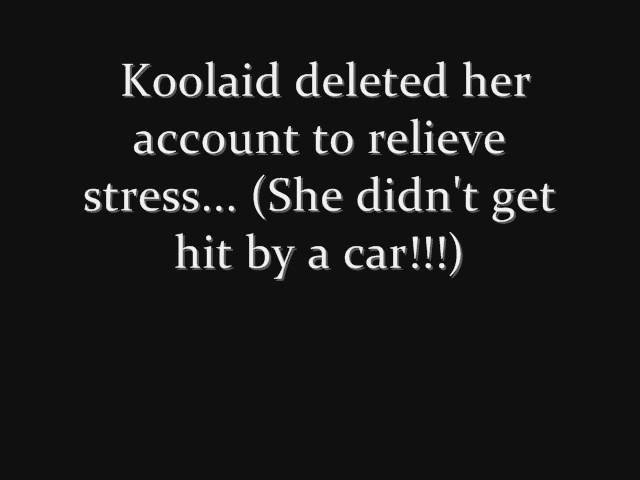 Koolaid deleted her
account to relieve
stress... (She didn't get
hit by a car!!!)